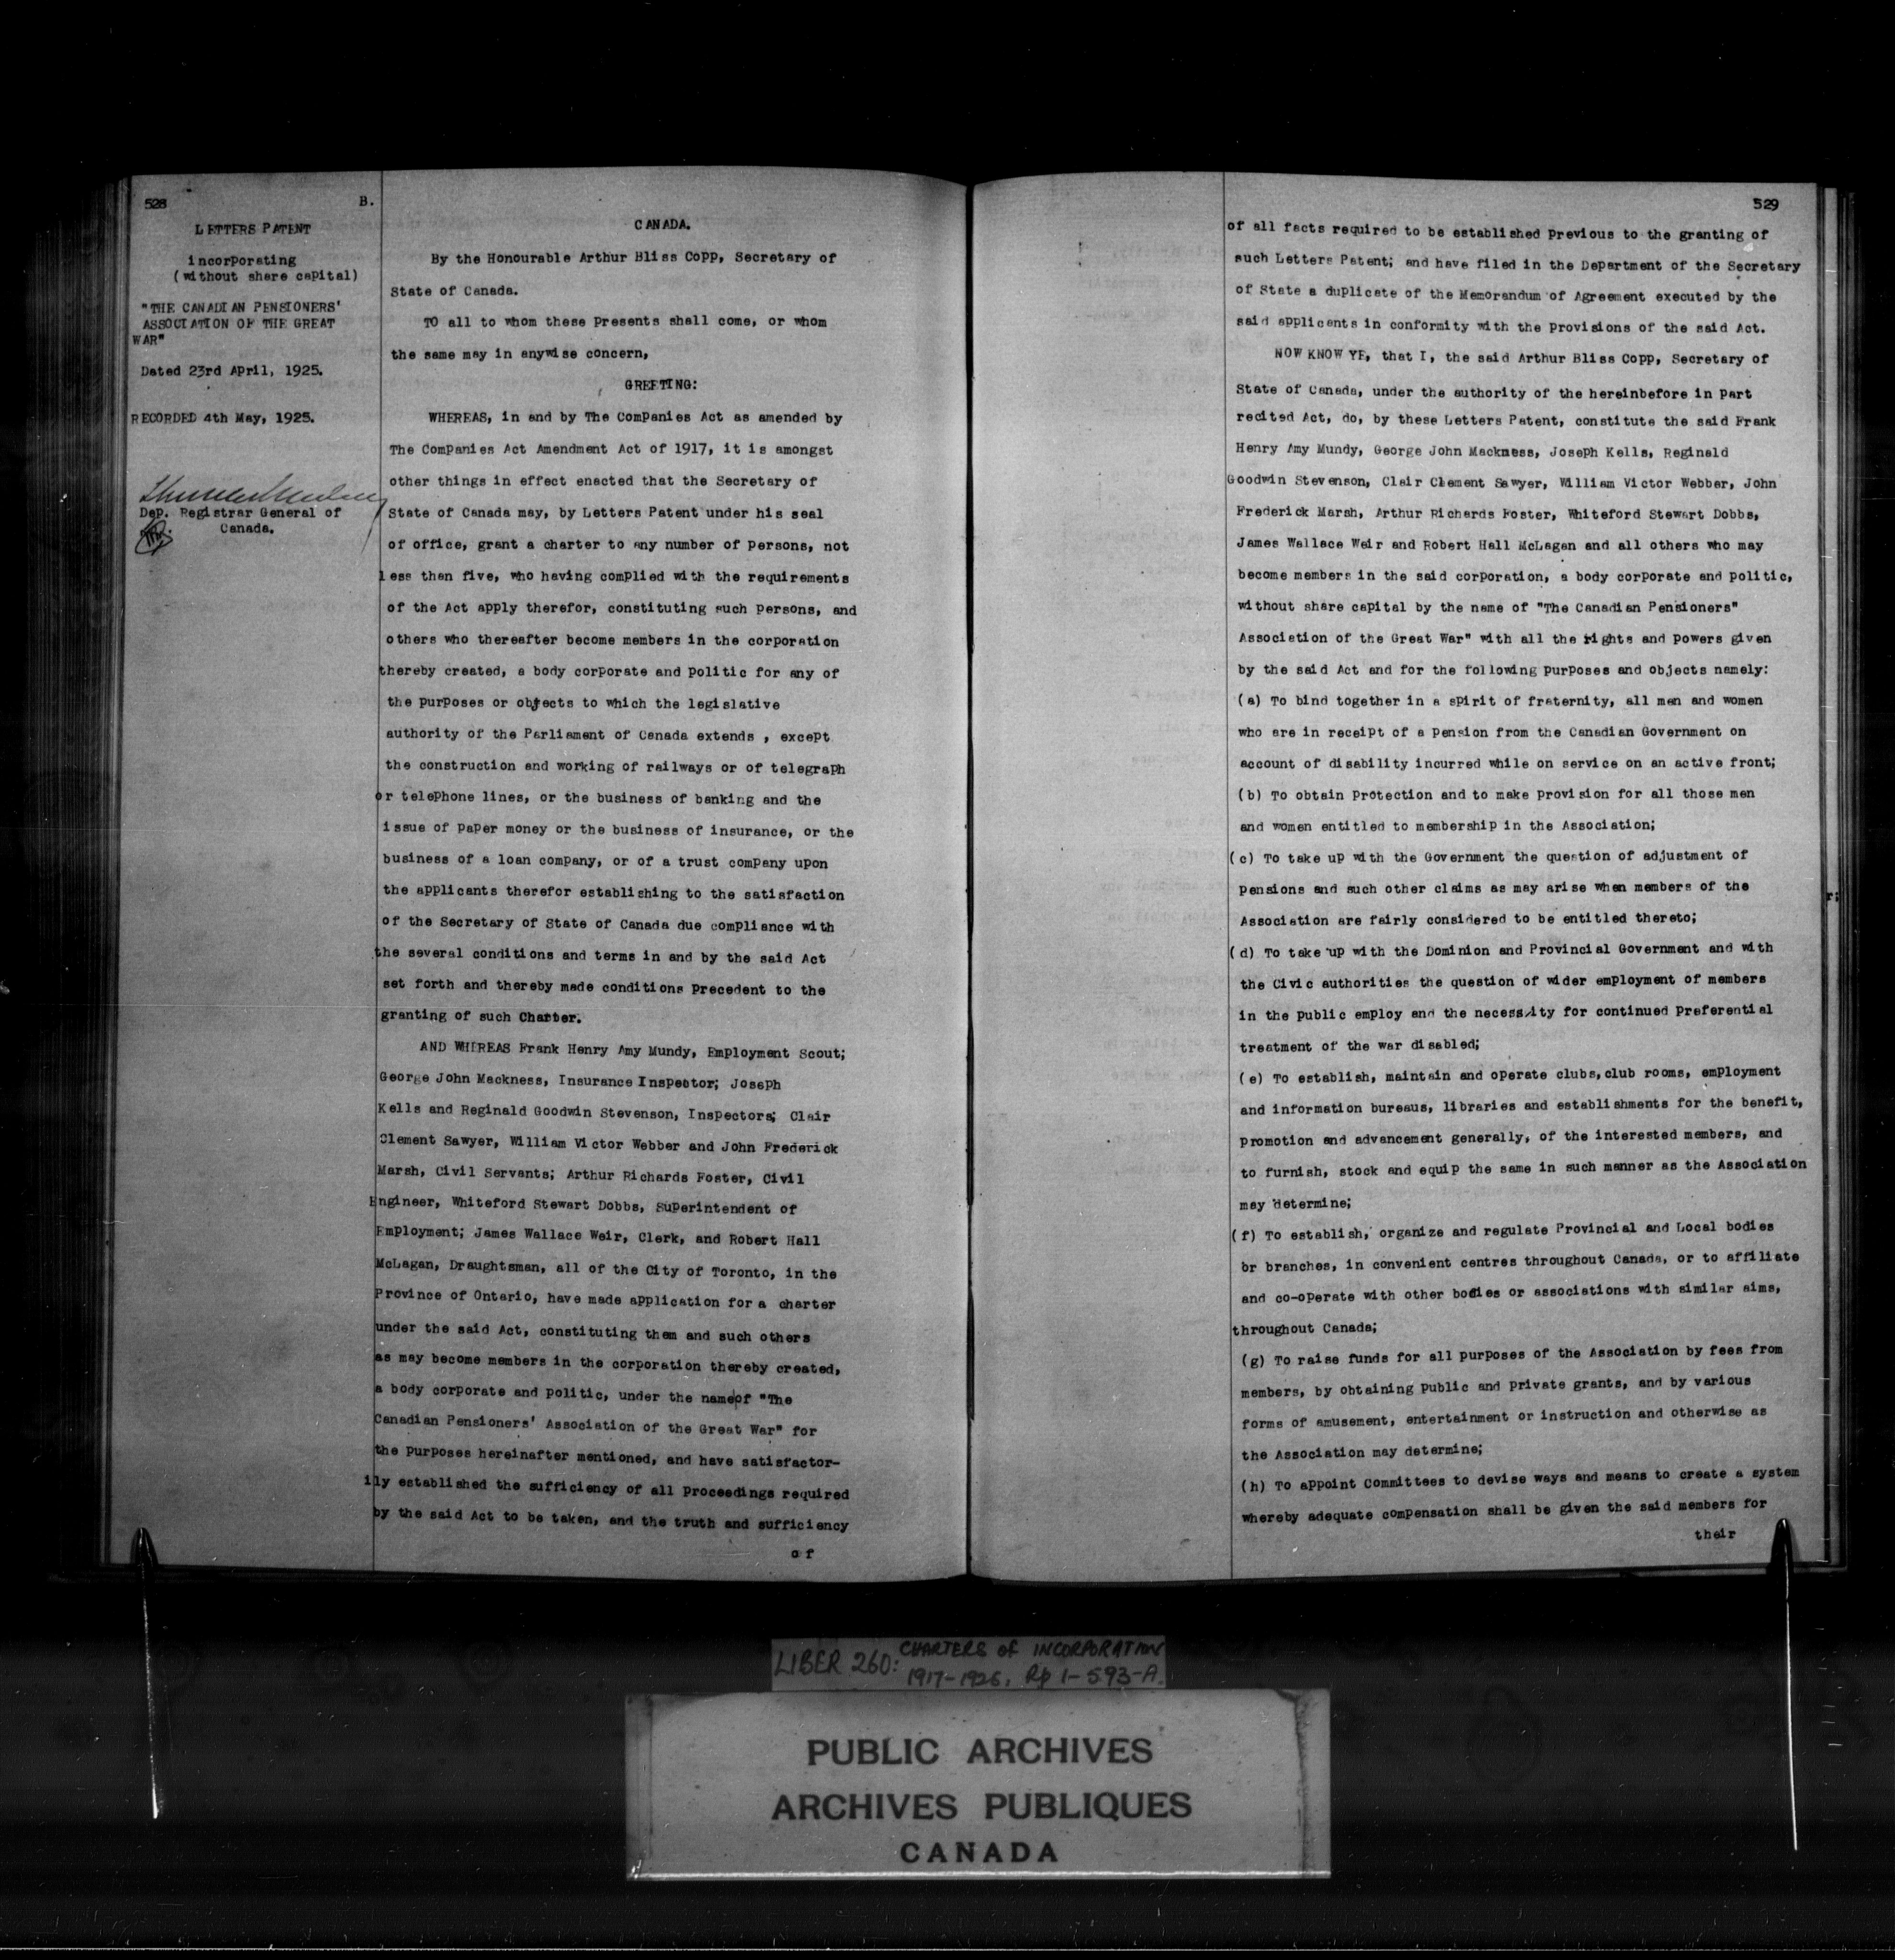 528 B.
LETTERS PATENT
incorporating
(without share capital)
"THE CANADIAN PENSIONERS'
ASSOCIATION OF THE GREAT
WAR"
Dated 23rd April, 1925.
RECORDED 4th May, 1925.
Dep. Registrar General of
Canada.
CANADA.
By the Honourable Arthur Bliss Copp, Secretary of
State of Canada.
TO all to whom these presents shall come, or whom
the same may in anywise concern,
GREETING:
WHEREAS, in and by The Companies Act as amended by
The Companies Act Amendment Act of 1917, it is amongst
other things in effect enacted that the Secretary of
State of Canada may, by Letters Patent under his seal
of office, grant a charter to any number of persons, not
less then five, who having complied with the requirements
of the Act apply therefor, constituting such persons, and
others who thereafter become members in the corporation
thereby created, a body corporate and politic for any of
the purposes or objects to which the legislative
authority of the Parliament of Canada extends , except
the construction and working of railways or of telegraph
or telephone lines, or the business of banking and the
issue of paper money or the business of insurance, or the
business of a loan company, or of a trust company upon
the applicants therefor establishing to the satisfaction
of the Secretary of State of Canada due compliance with
the several conditions and terms in and by the said Act
set forth and thereby made conditions precedent to the
granting of such Charter.
AND WHEREAS Frank Henry Amy Mundy, Employment Scout;
George John Mackness, Insurance Inspector; Joseph
Kells and Reginald Goodwin Stevenson, Inspectors; Clair
Clement Sawyer, William Victor Webber and John Frederick
Marsh, Civil Servants; Arthur Richards Foster, Civil
Engineer, Whiteford Stewart Dobbs, Superintendent of
Employment; James Wallace Weir, Clerk, and Robert Hall
McLagan, Draughtsman, all of the City of Toronto, in the
Province of Ontario, have made application for a charter
under the said Act, constituting them and such others
as may become members in the corporation thereby created,
a body corporate and politic, under the name of "The
Canadian Pensioners' Association of the Great War" for
the purposes hereinafter mentioned, and have satisfactor-
ily established the sufficiency of all proceedings required
by the said Act to be taken, and the truth and sufficiency
of
529
of all facts required to be established previous to the granting of
such Letters Patent; and have filed in the Department of the Secretary
of State a duplicate of the Memorandum of Agreement executed by the
said applicants in conformity with the provisions of the said Act.
NOW KNOW YE, that I, the said Arthur Bliss Copp, Secretary of
State of Canada, under the authority of the hereinbefore in part
recited Act, do, by these Letters Patent, constitute the said Frank
Henry Amy Mundy, George John Mackness, Joseph Kells, Reginald
Goodwin Stevenson, Clair Clement Sawyer, William Victor Webber, John
Frederick Marsh, Arthur Richards Foster, Whiteford Stewart Dobbs,
James Wallace Weir and Robert Hall McLagan and all others who may
become members in the said corporation, a body corporate and politic,
without share capital by the name of "The Canadian Pensioners"
Association of the Great War" with all the rights and powers given
by the said Act and for the following purposes and objects namely:
(a) To bind together in a spirit of fraternity, all men and women
who are in receipt of a pension from the Canadian Government on
account of disability incurred while on service on an active front;
(b) To obtain protection and to make provision for all those men
and women entitled to membership in the Association;
(c) To take up with the Government the question of adjustment of
pensions and such other claims as may arise when members of the
Association are fairly considered to be entitled thereto;
(d) To take up with the Dominion and Provincial Government and with
the Civic authorities the question of wider employment of members
in the public employ and the necessity for continued preferential
treatment of the war disabled;
(e) To establish, maintain and operate clubs,club rooms, employment
and information bureaus, libraries and establishments for the benefit,
promotion and advancement generally, of the interested members, and
to furnish, stock and equip the same in such manner as the Association
may determine;
(f) To establish, organize and regulate Provincial and Local bodies
or branches, in convenient centres throughout Canada, or to affiliate
and co-operate with other bodies or associations with similar aims,
throughout Canada;
(g) To raise funds for all purposes of the Association by fees from
members, by obtaining public and private grants, and by various
forms of amusement, entertainment or instruction and otherwise as
the Association may determine;
(h) To appoint Committees to devise ways and means to create a system
whereby adequate compensation shall be given the said members for
their
r;
LIBER 260: CHARTERS of INCORPORATION
1917-1926, Rp 1-593-A.
PUBLIC ARCHIVES
ARCHIVES PUBLIQUES
CANADA